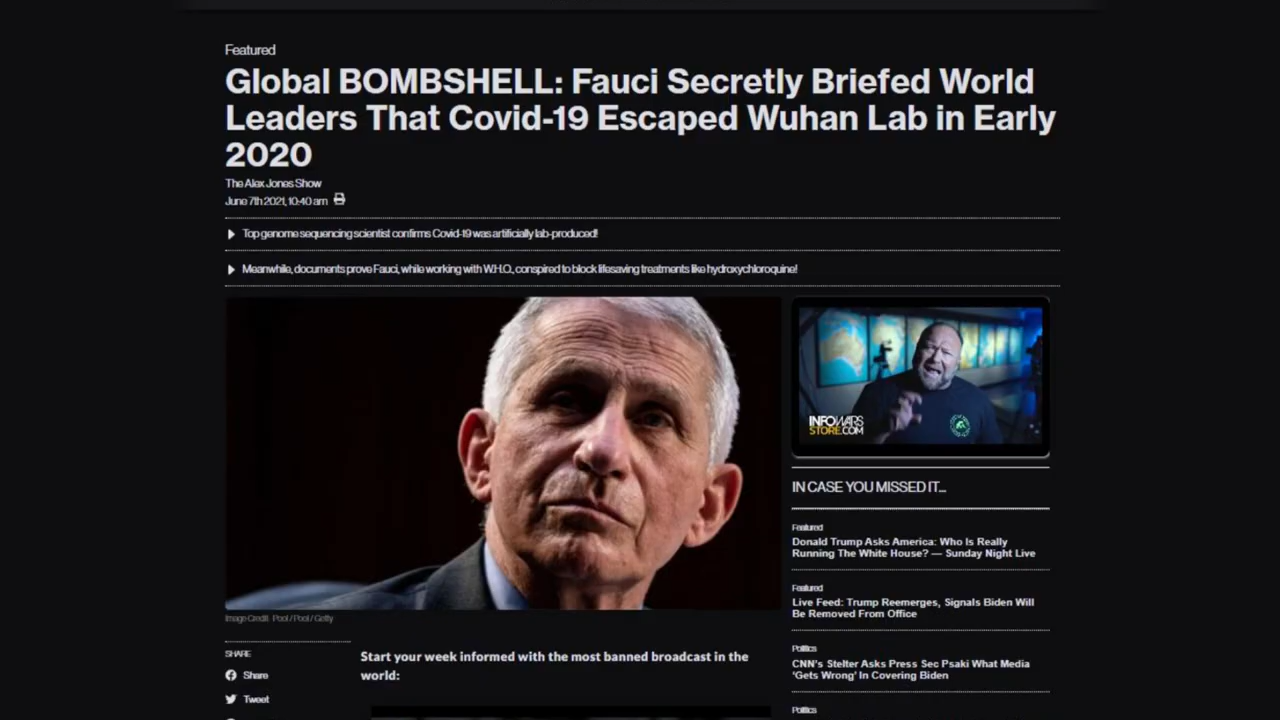 Featured
Global BOMBSHELL: Fauci Secretly Briefed World
Leaders That Covid-19 Escaped Wuhan Lab in Early
2020
The Alex Jones Show
June 7th 2021, 10:40 am
Top genome sequencing scientist confirms Covid-19 was artificially lab-produced!
Meanwhile, documents prove Fauci, while working with W.H.O., conspired to block lifesaving treatments like hydroxychloroquine!
INFOWARS
STORE.COM
Image Credit: Pool / Pool / Getty
SHARE
Share
Tweet
Start your week informed with the most banned broadcast in the
world:
IN CASE YOU MISSED IT...
Featured
Donald Trump Asks America: Who Is Really
Running The White House? — Sunday Night Live
Featured
Live Feed: Trump Reemerges, Signals Biden Will
Be Removed From Office
Politics
CNN's Stelter Asks Press Sec Psaki What Media
‘Gets Wrong’ In Covering Biden
Politics